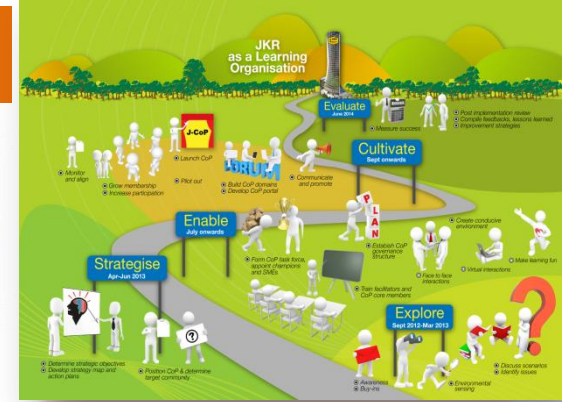 JKR
as a Learning
Organisation
Evaluate
June 2014
Measure success
Post implementation review
Compile feedbacks, lessons learned
Improvement strategies
Cultivate
Sept onwards
J-CoP
Launch CoP
Monitor
and align
Grow membership
Increase participation
Pilot out
FORUM
Build CoP domains
Develop CoP portal
Communicate
and promote
Enable
July onwards
Form CoP task force,
appoint champions
and SMEs
PLAN
Establish CoP
governance
structure
Create conducive
environment
Face to face
interactions
Virtual interactions
Make learning fun
Train facilitators and
CoP core members
Strategise
Apr-Jun 2013
Determine strategic objectives
Develop strategy map and
action plans
?
Position CoP & determine
target community
Explore
Sept 2012-Mar 2013
Awareness
Buy-ins
Environmental
sensing
?
Discuss scenarios
Identify issues